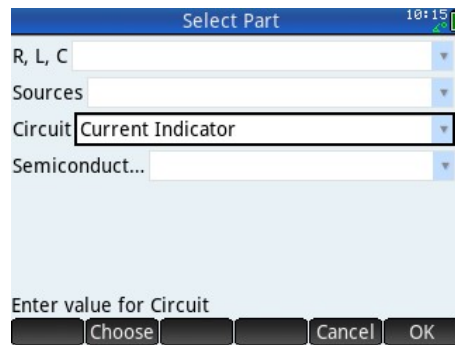 Select Part 10:15
R, L, C
Sources
Circuit Current Indicator
Semiconduct...
Enter value for Circuit
Choose Cancel OK